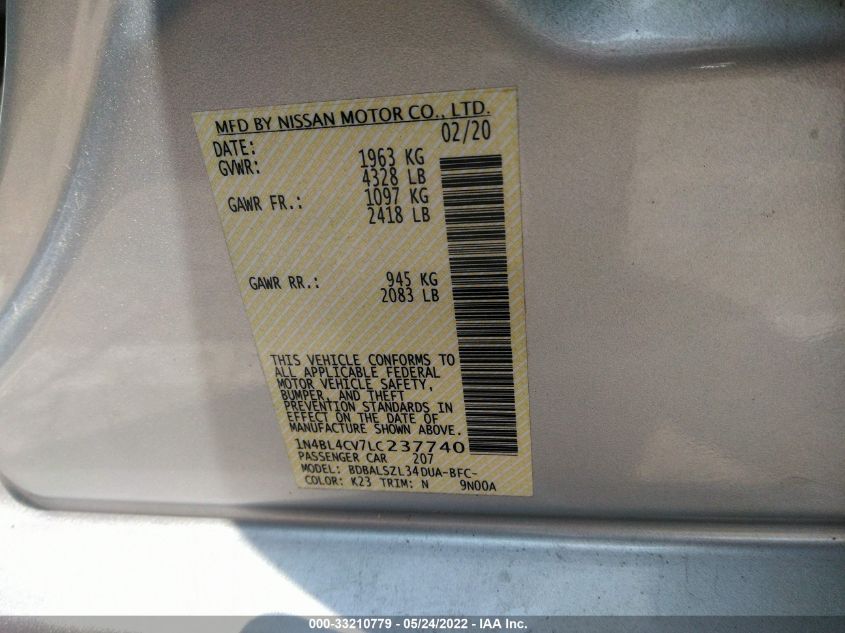 MFD BY NISSAN MOTOR CO., LTD.
DATE: 02/20
GVWR: 1963 KG
4328 LB
GAWR FR.: 1097 KG
2418 LB
GAWR RR.: 945 KG
2083 LB
THIS VEHICLE CONFORMS TO
ALL APPLICABLE FEDERAL
MOTOR VEHICLE SAFETY,
BUMPER, AND THEFT
PREVENTION STANDARDS IN
EFFECT ON THE DATE OF
MANUFACTURE SHOWN ABOVE.
1N4BL4CV7LC237740
PASSENGER CAR 207
MODEL: BDBALSZL34DUA-BFC-
COLOR: K23 TRIM: N 9N00A
000-33210779 - 05/24/2022 - IAA Inc.